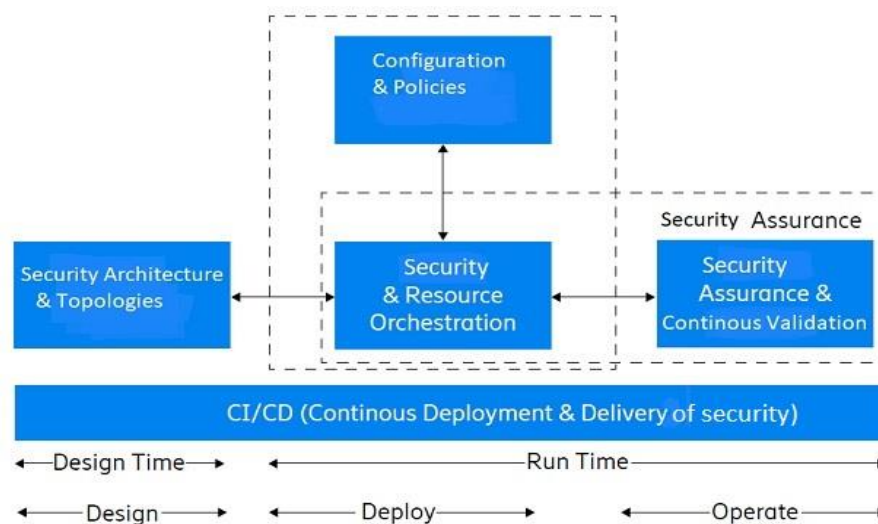 Configuration
& Policies
Security Assurance
Security Architecture
& Topologies
Security
& Resource
Orchestration
Security
Assurance &
Continous Validation
CI/CD (Continous Deployment & Delivery of security)
Design Time
Run Time
Design
Deploy
Operate